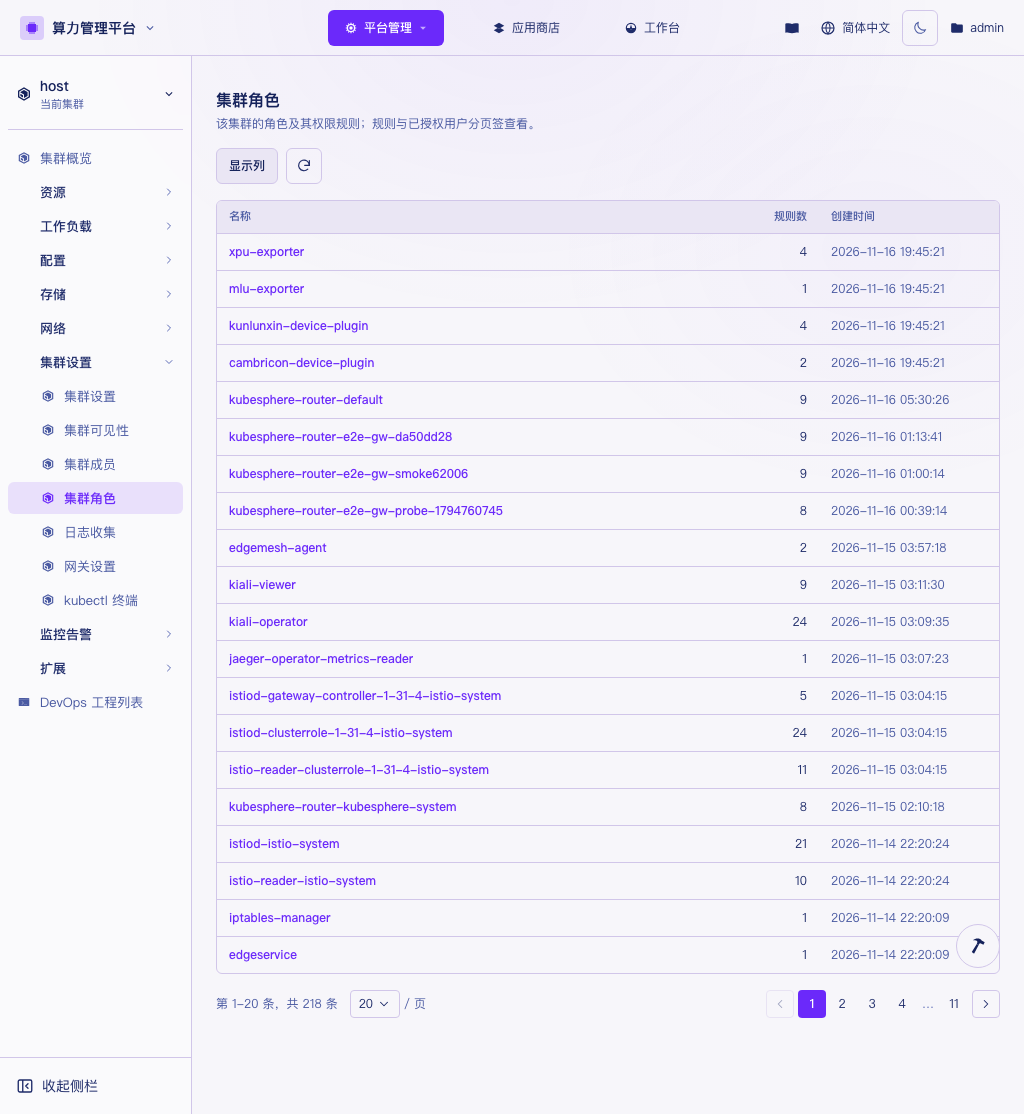 算力管理平台
平台管理
应用商店
工作台
简体中文
admin
host
当前集群
集群概览
资源
工作负载
配置
存储
网络
集群设置
集群设置
集群可见性
集群成员
集群角色
日志收集
网关设置
kubectl 终端
监控告警
扩展
DevOps 工程列表
收起侧栏
集群角色
该集群的角色及其权限规则；规则与已授权用户分页签查看。
显示列
名称 规则数 创建时间
xpu-exporter 4 2026-11-16 19:45:21
mlu-exporter 1 2026-11-16 19:45:21
kunlunxin-device-plugin 4 2026-11-16 19:45:21
cambricon-device-plugin 2 2026-11-16 19:45:21
kubesphere-router-default 9 2026-11-16 05:30:26
kubesphere-router-e2e-gw-da50dd28 9 2026-11-16 01:13:41
kubesphere-router-e2e-gw-smoke62006 9 2026-11-16 01:00:14
kubesphere-router-e2e-gw-probe-1794760745 8 2026-11-16 00:39:14
edgemesh-agent 2 2026-11-15 03:57:18
kiali-viewer 9 2026-11-15 03:11:30
kiali-operator 24 2026-11-15 03:09:35
jaeger-operator-metrics-reader 1 2026-11-15 03:07:23
istiod-gateway-controller-1-31-4-istio-system 5 2026-11-15 03:04:15
istiod-clusterrole-1-31-4-istio-system 24 2026-11-15 03:04:15
istio-reader-clusterrole-1-31-4-istio-system 11 2026-11-15 03:04:15
kubesphere-router-kubesphere-system 8 2026-11-15 02:10:18
istiod-istio-system 21 2026-11-14 22:20:24
istio-reader-istio-system 10 2026-11-14 22:20:24
iptables-manager 1 2026-11-14 22:20:09
edgeservice 1 2026-11-14 22:20:09
第 1-20 条，共 218 条 20 / 页 1 2 3 4 … 11